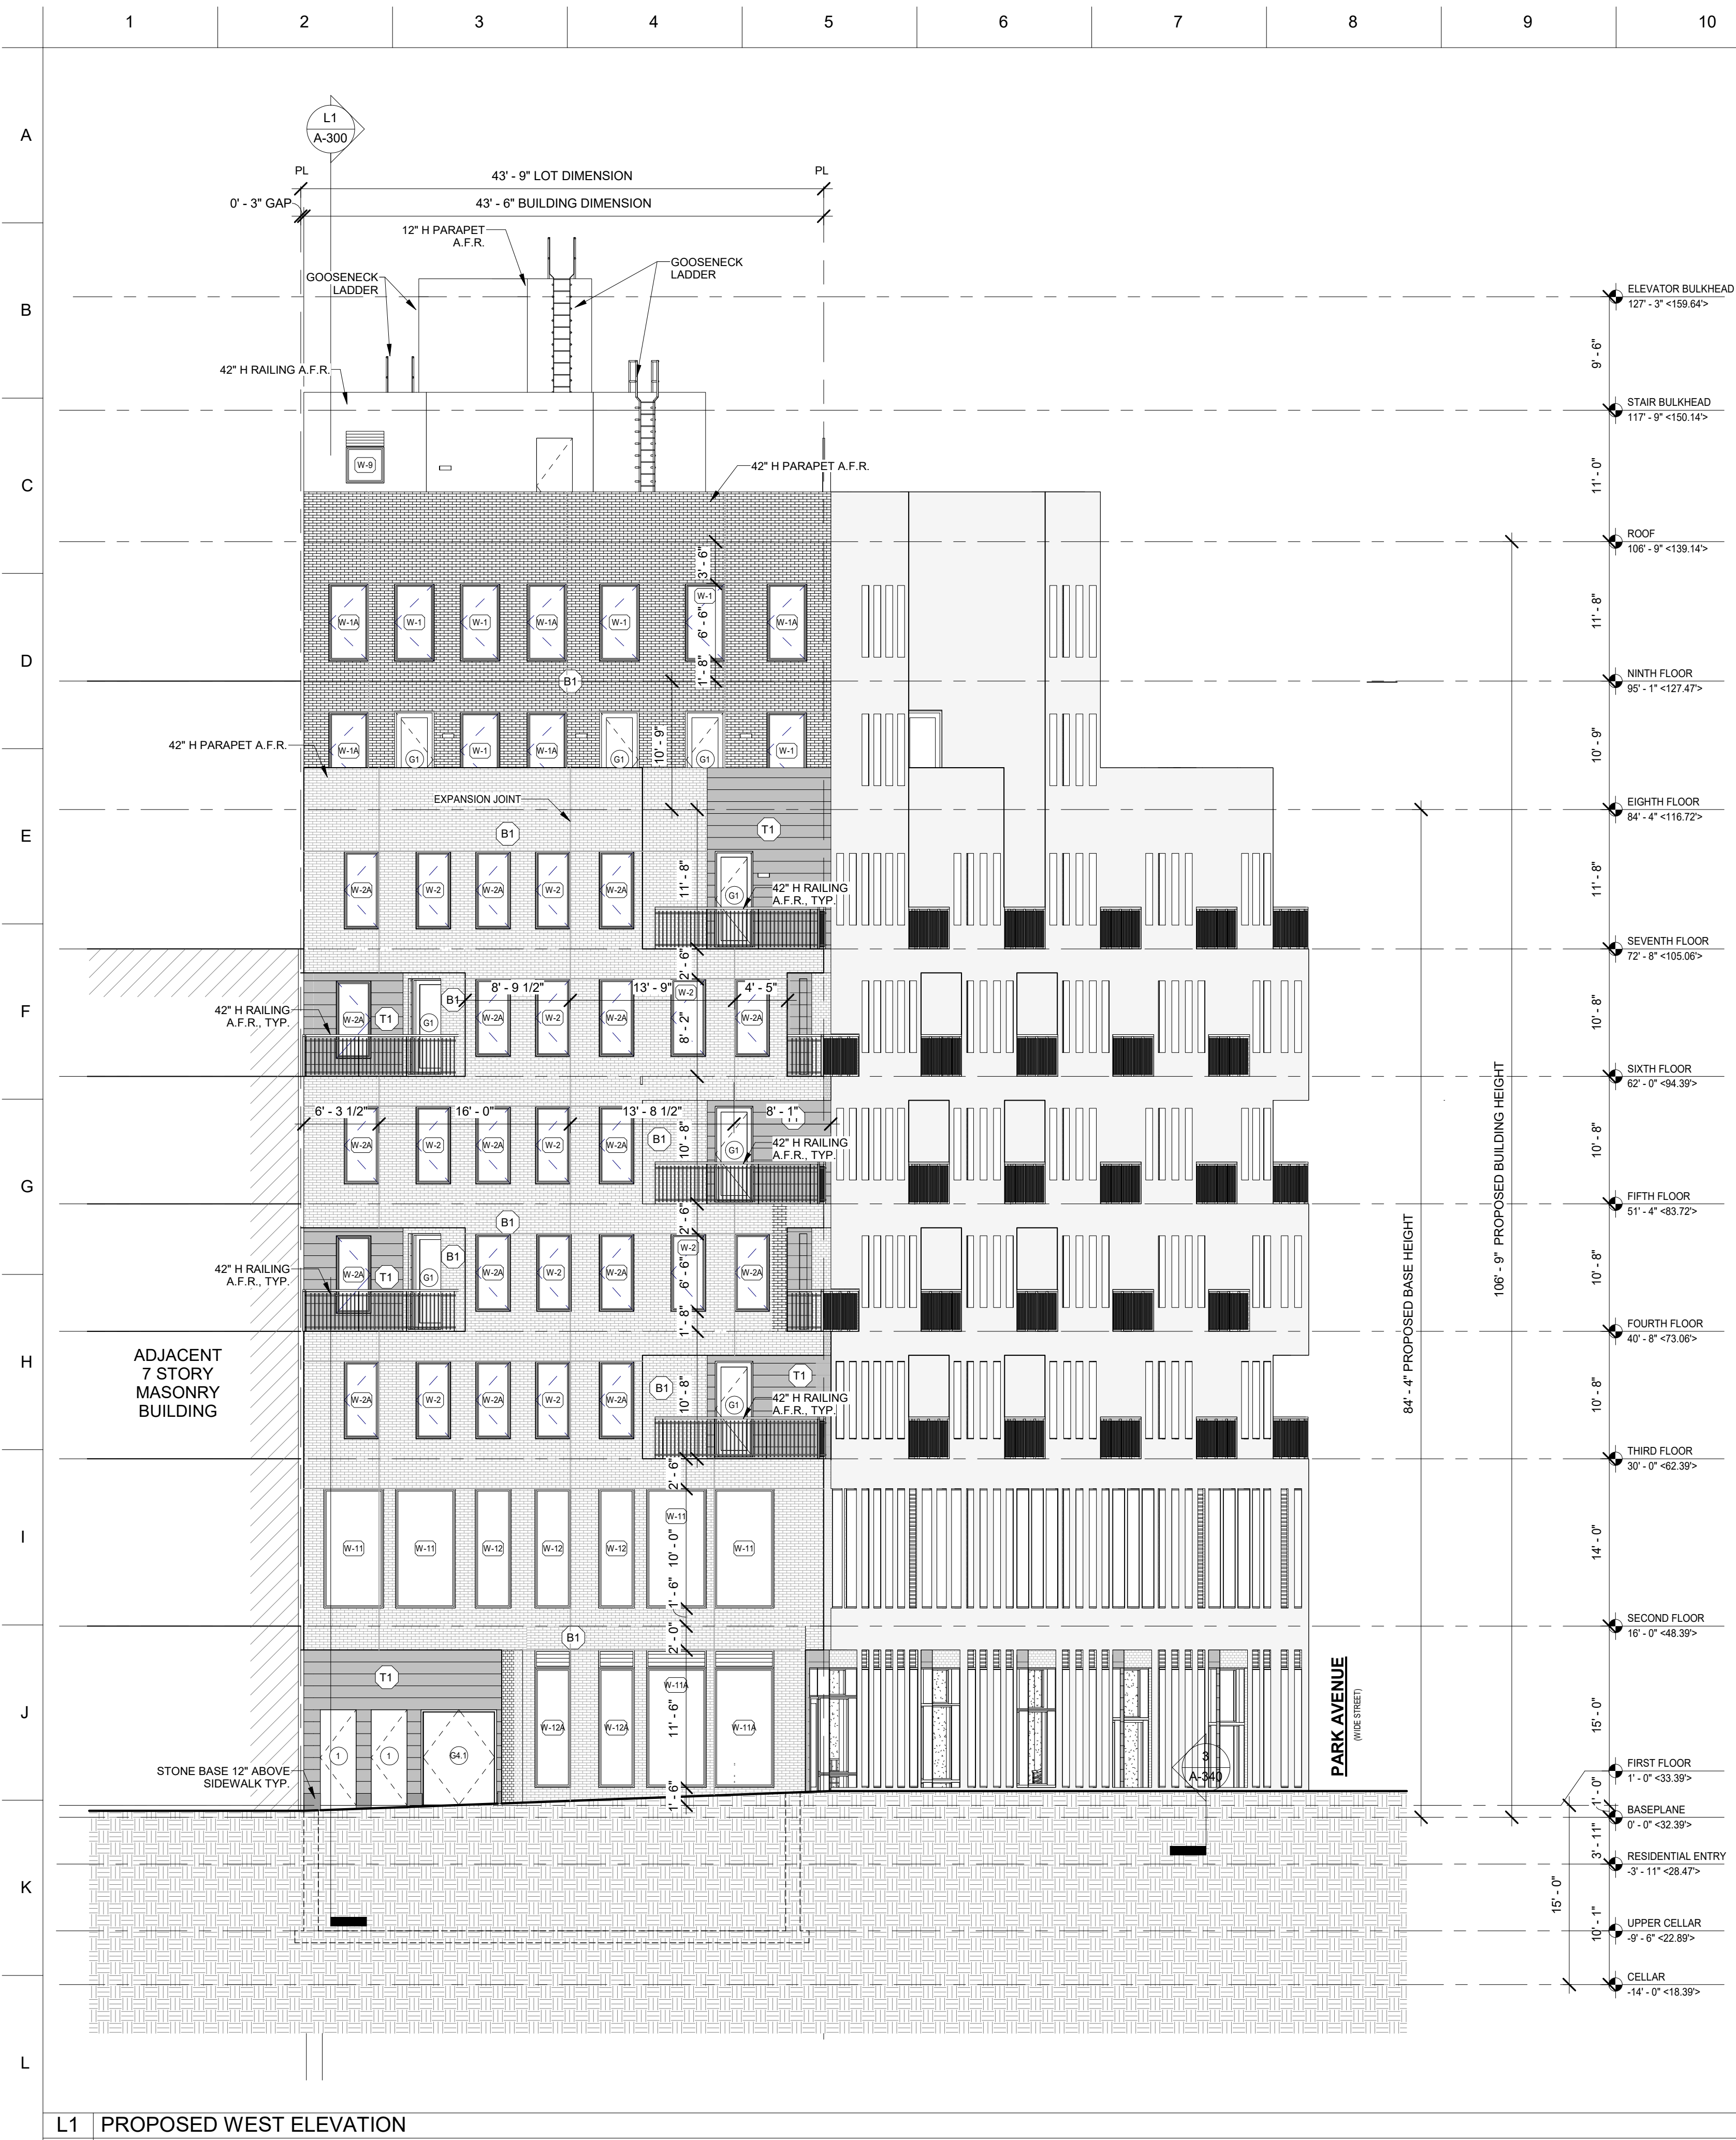 1 2 3 4 5 6 7 8 9 10
A
L1
A-300
PL
43' - 9" LOT DIMENSION
PL
0' - 3" GAP
43' - 6" BUILDING DIMENSION
12" H PARAPET
A.F.R.
GOOSENECK
LADDER
GOOSENECK
LADDER
B
ELEVATOR BULKHEAD
127' - 3" <159.64'>
9' - 6"
42" H RAILING A.F.R.
STAIR BULKHEAD
117' - 9" <150.14'>
W-9
42" H PARAPET A.F.R.
C
11' - 0"
ROOF
106' - 9" <139.14'>
3' - 6"
W-1
W-1A W-1 W-1 W-1A W-1 W-1A
6' - 6"
11' - 8"
D
1' - 8"
B1
NINTH FLOOR
95' - 1" <127.47'>
42" H PARAPET A.F.R.
W-1A G1 W-1 W-1A G1 G1 W-1
10' - 9"
10' - 9"
EXPANSION JOINT
EIGHTH FLOOR
84' - 4" <116.72'>
E
B1
T1
W-2A W-2 W-2A W-2 W-2A G1
11' - 8"
42" H RAILING
A.F.R., TYP.
11' - 8"
SEVENTH FLOOR
72' - 8" <105.06'>
2' - 6"
8' - 9 1/2" 13' - 9" 4' - 5"
F
42" H RAILING
A.F.R., TYP.
W-2A T1 G1 B1 W-2A W-2 W-2A W-2 W-2A
8' - 2"
10' - 8"
SIXTH FLOOR
62' - 0" <94.39'>
6' - 3 1/2" 16' - 0" 13' - 8 1/2" 8' - 1"
W-2A W-2 W-2A W-2 W-2A B1 G1
10' - 8"
42" H RAILING
A.F.R., TYP.
10' - 8"
G
FIFTH FLOOR
51' - 4" <83.72'>
B1
2' - 6"
42" H RAILING
A.F.R., TYP.
W-2A T1 G1 B1 W-2A W-2 W-2A W-2 W-2A
6' - 6"
1' - 8"
10' - 8"
84' - 4" PROPOSED BASE HEIGHT
106' - 9" PROPOSED BUILDING HEIGHT
FOURTH FLOOR
40' - 8" <73.06'>
H
ADJACENT
7 STORY
MASONRY
BUILDING
W-2A W-2 W-2A W-2 W-2A B1 G1 T1
10' - 8"
42" H RAILING
A.F.R., TYP.
10' - 8"
THIRD FLOOR
30' - 0" <62.39'>
2' - 6"
I
W-11
W-11 W-11 W-12 W-12 W-12 W-11
10' - 0"
1' - 6"
14' - 0"
SECOND FLOOR
16' - 0" <48.39'>
B1
2' - 0"
J
T1
W-11A
1 1 G4.1 W-12A W-12A W-11A
11' - 6"
1' - 6"
3
A-340
PARK AVENUE
(WIDE STREET)
15' - 0"
STONE BASE 12" ABOVE
SIDEWALK TYP.
FIRST FLOOR
1' - 0" <33.39'>
1' - 0"
BASEPLANE
0' - 0" <32.39'>
3' - 11"
K
RESIDENTIAL ENTRY
-3' - 11" <28.47'>
15' - 0"
10' - 1"
UPPER CELLAR
-9' - 6" <22.89'>
CELLAR
-14' - 0" <18.39'>
L
L1 PROPOSED WEST ELEVATION